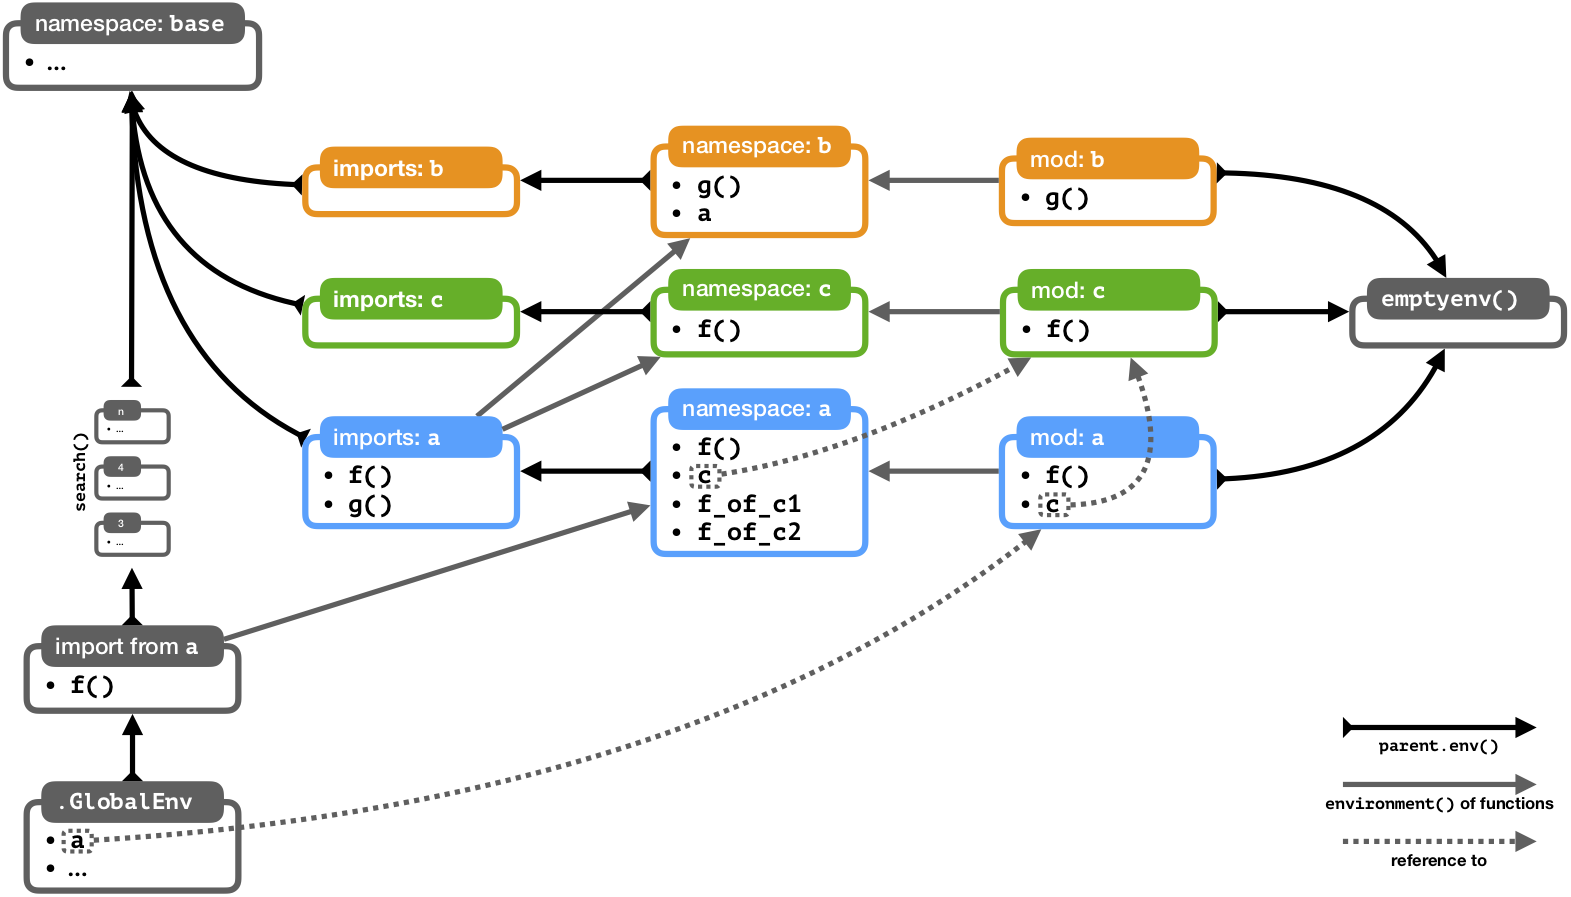 namespace: base
• ...
imports: b
namespace: b
• g()
• a
mod: b
• g()
imports: c
namespace: c
• f()
mod: c
• f()
emptyenv()
imports: a
• f()
• g()
namespace: a
• f()
• c
• f_of_c1
• f_of_c2
mod: a
• f()
• c
search()
n
• ...
4
• ...
3
• ...
import from a
• f()
.GlobalEnv
• a
• ...
parent.env()
environment() of functions
reference to